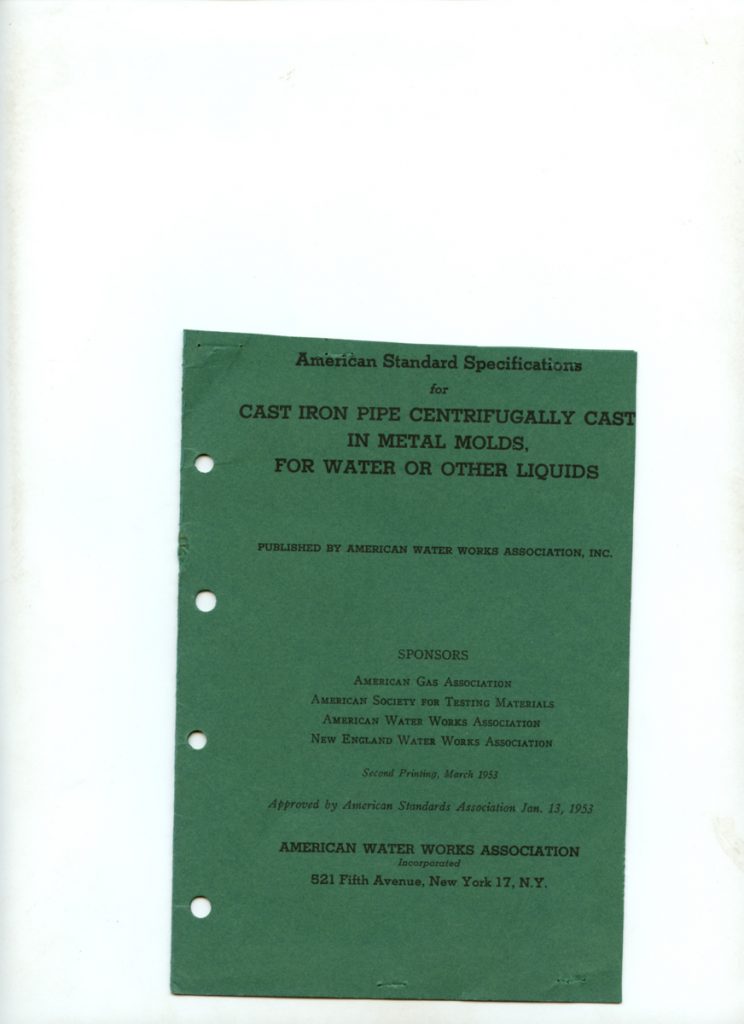 American Standard Specifications
for
CAST IRON PIPE CENTRIFUGALLY CAST
IN METAL MOLDS,
FOR WATER OR OTHER LIQUIDS
PUBLISHED BY AMERICAN WATER WORKS ASSOCIATION, INC.
SPONSORS
American Gas Association
American Society for Testing Materials
American Water Works Association
New England Water Works Association
Second Printing, March 1953
Approved by American Standards Association Jan. 13, 1953
AMERICAN WATER WORKS ASSOCIATION
Incorporated
521 Fifth Avenue, New York 17, N.Y.